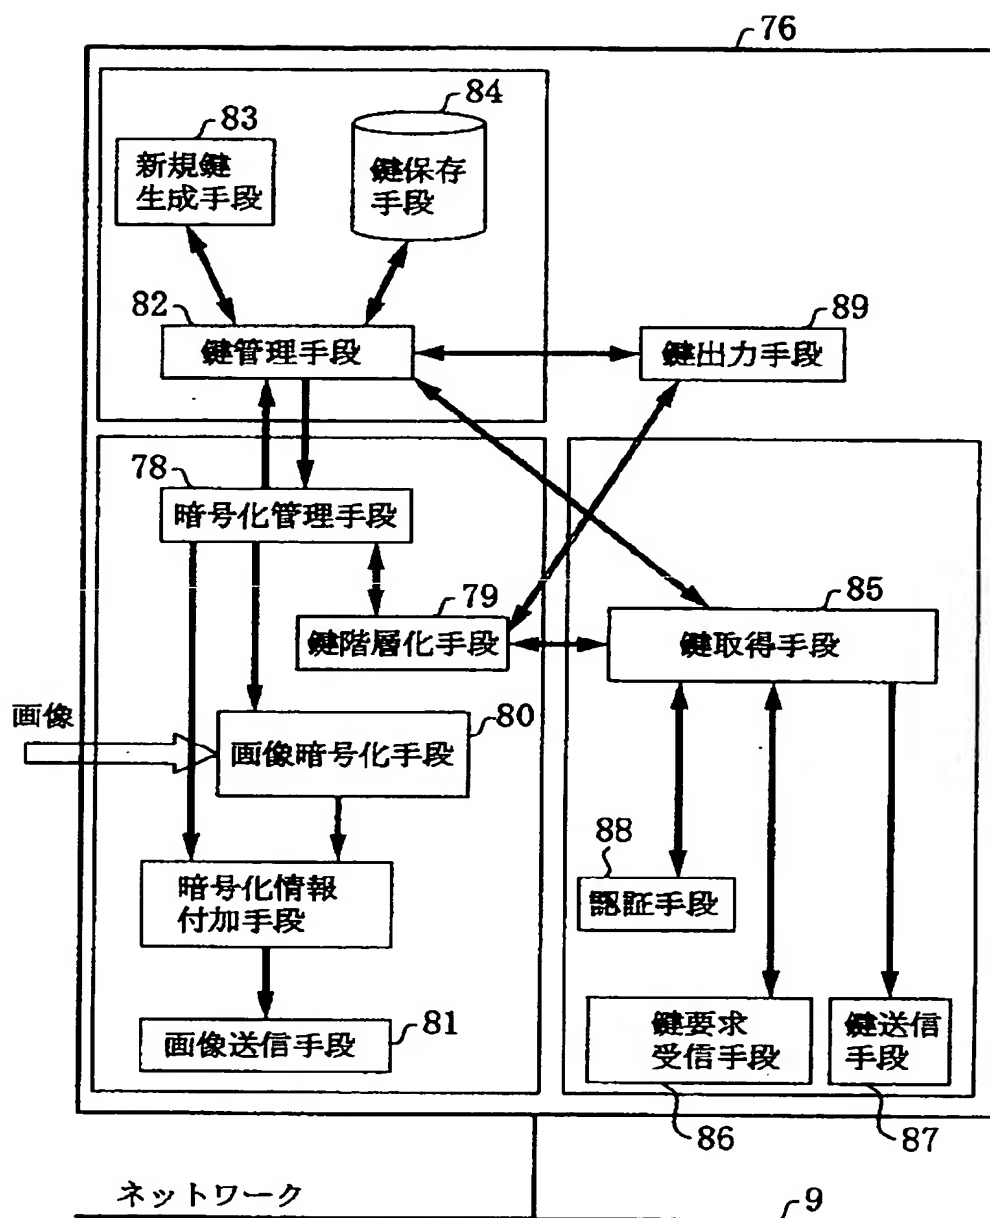 76
83
新規鍵
生成手段
84
鍵保存
手段
82
鍵管理手段
89
鍵出力手段
78
暗号化管理手段
79
鍵階層化手段
85
鍵取得手段
画像
80
画像暗号化手段
88
認証手段
暗号化情報
付加手段
画像送信手段
81
鍵要求
受信手段
鍵送信
手段
86
87
ネットワーク
9